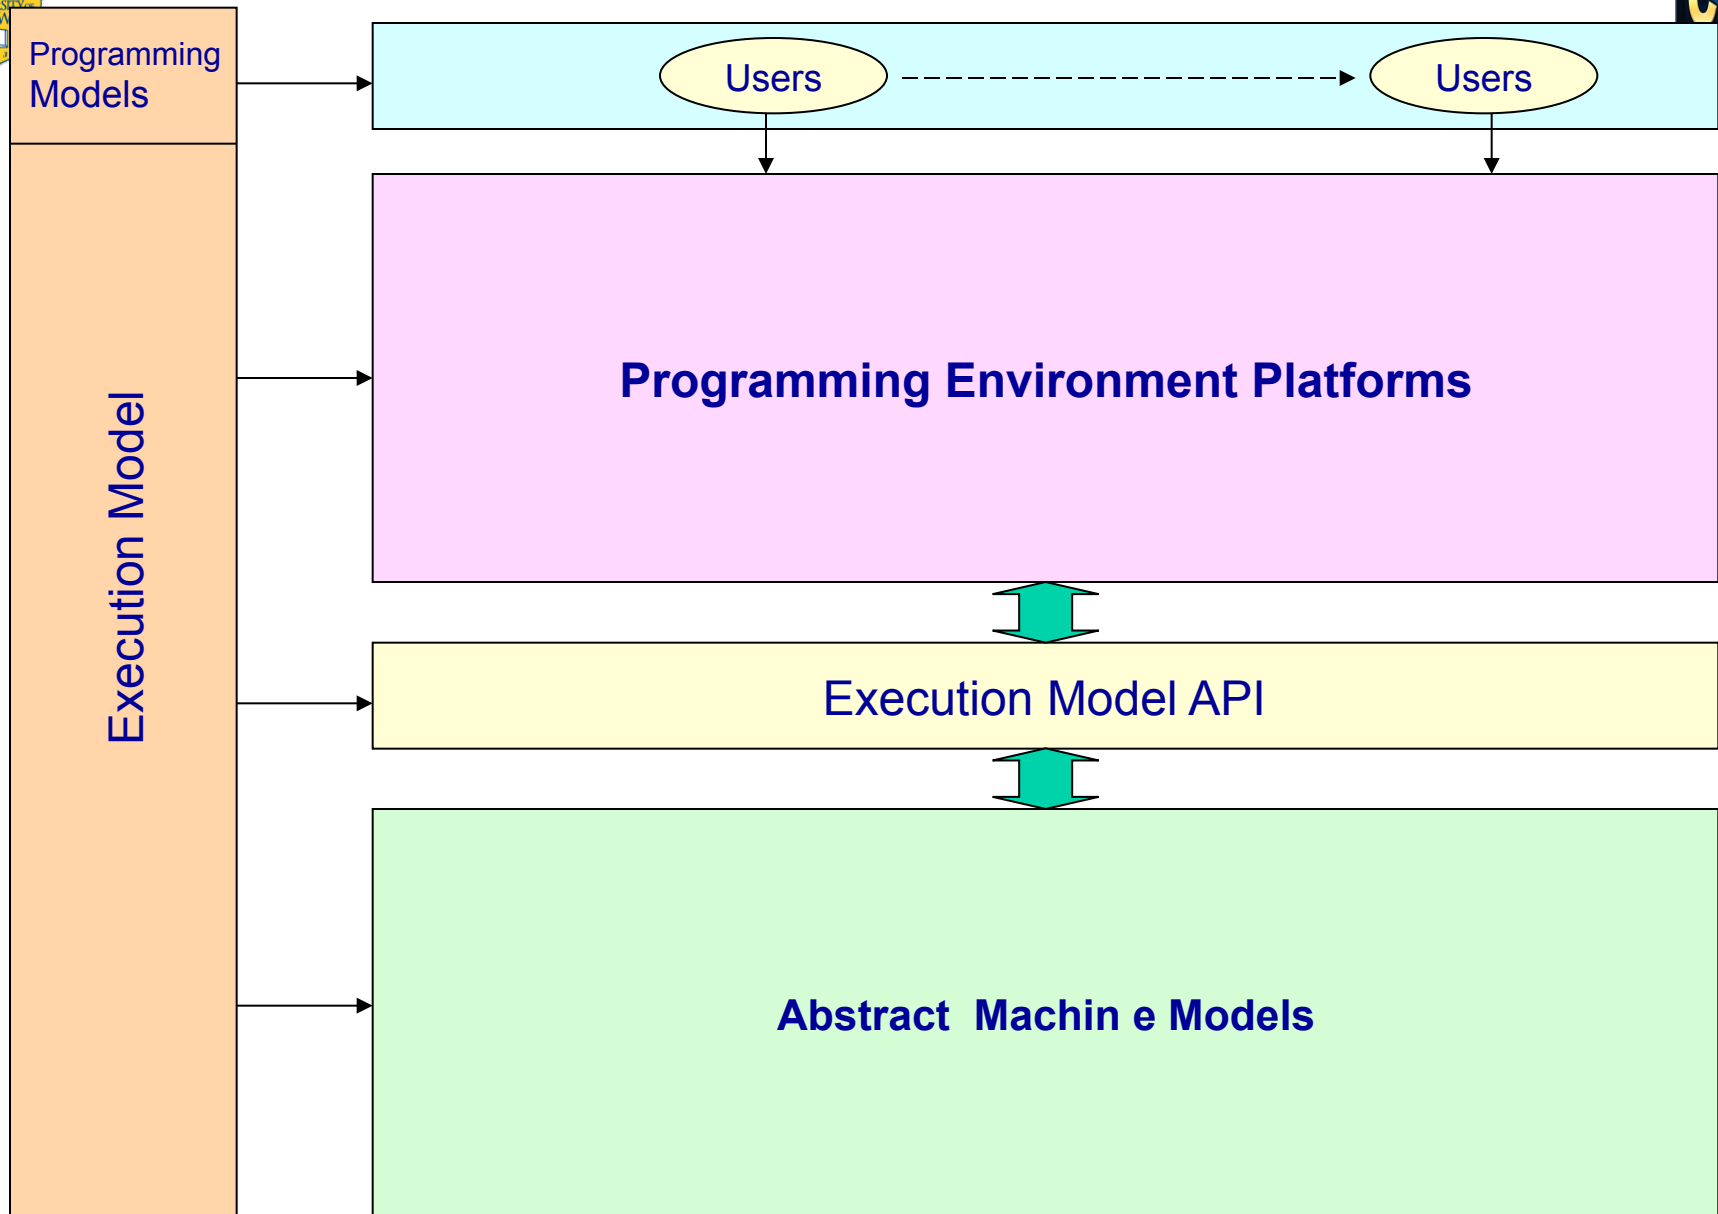 Programming
Models
Users
Users
Programming Environment Platforms
Execution Model
Execution Model API
Abstract  Machin e Models